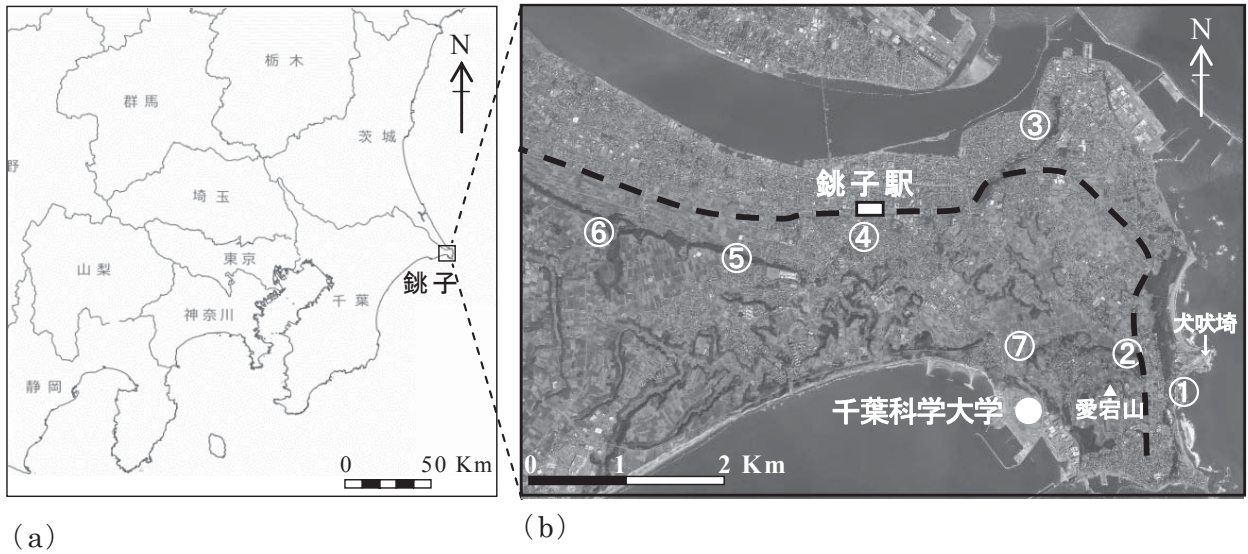 N
栃木
群馬
茨城
野
埼玉
山梨
東京
銚子
千葉
神奈川
静岡
0 50 Km
(a)
N
③
銚子駅
④
⑥
⑤
犬吠埼
⑦
②
①
千葉科学大学
愛宕山
0 1 2 Km
(b)